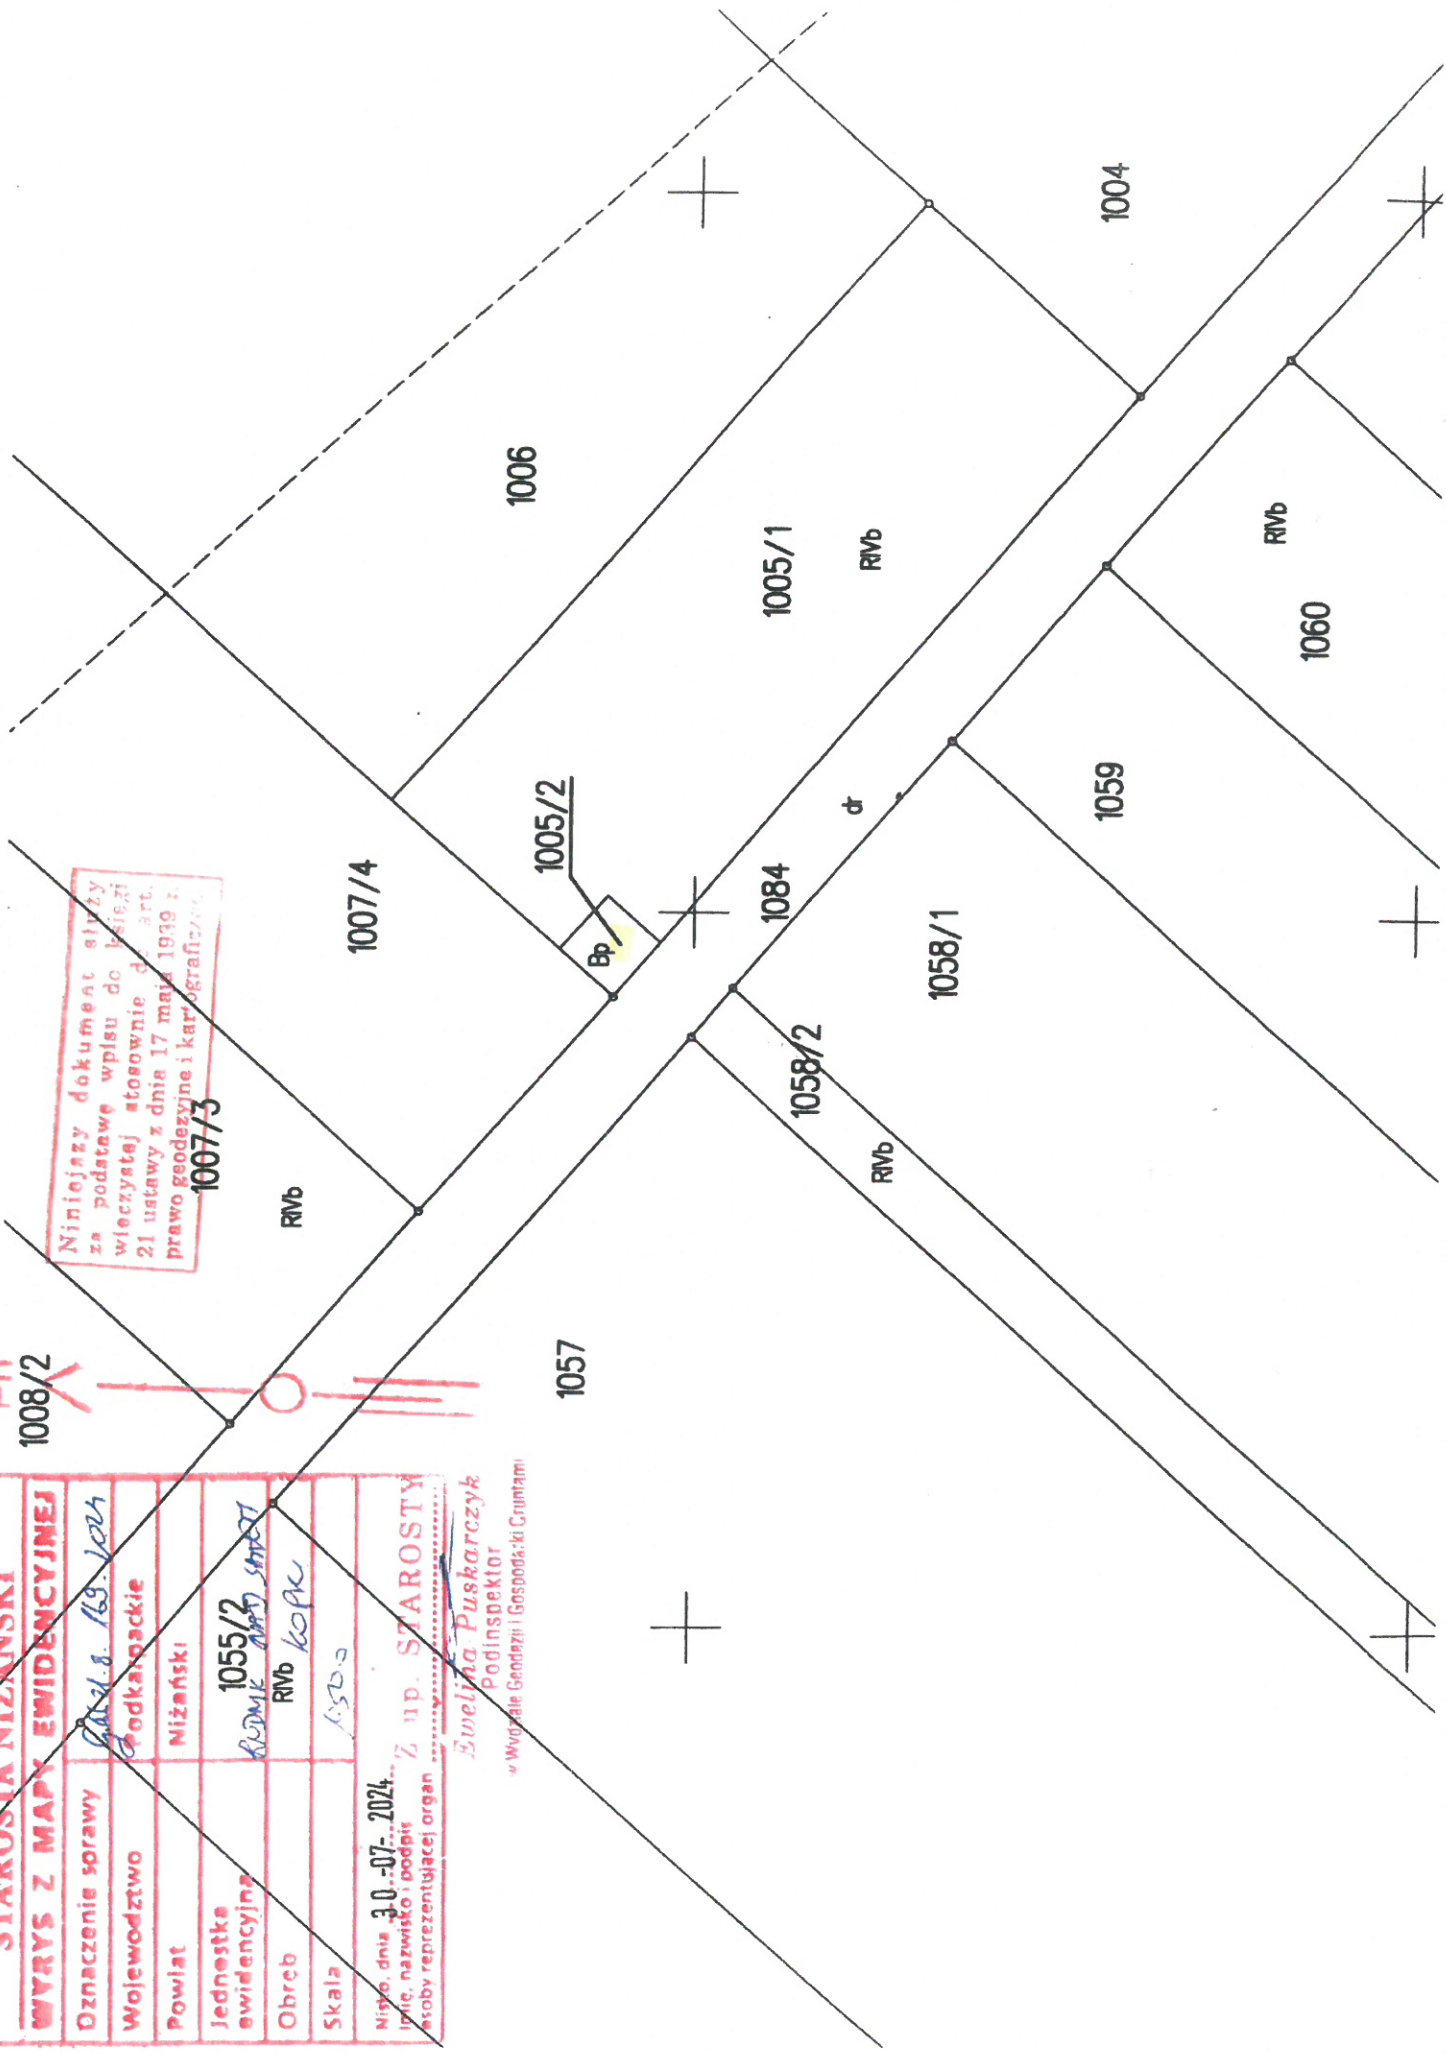 STAROSTA NIŻAŃSKI
WYRYS Z MAPY EWIDENCYJNEJ
Oznaczenie sprawy
Województwo Podkarpackie
Powiat Niżański
Jednostka ewidencyjna RUDNIK NAD SANEM
Obręb KOPKI
Skala
Nisko, dnia 30-07-2024
Imię, nazwisko i podpis
osoby reprezentującej organ
Z up. STAROSTY
Ewelina Puskarczyk
Podinspektor
w Wydziale Geodezji i Gospodarki Gruntami
Niniejszy dokument służy
za podstawę wpisu do księgi
wieczystej stosownie do art.
21 ustawy z dnia 17 maja 1989 r.
prawo geodezyjne i kartograficzne
1008/2
1007/3
RIVb
1007/4
1006
1005/2
Bp
1005/1
RIVb
1004
1055/2
RIVb
1057
1084
dr
1058/2
RIVb
1058/1
1059
1060
RIVb